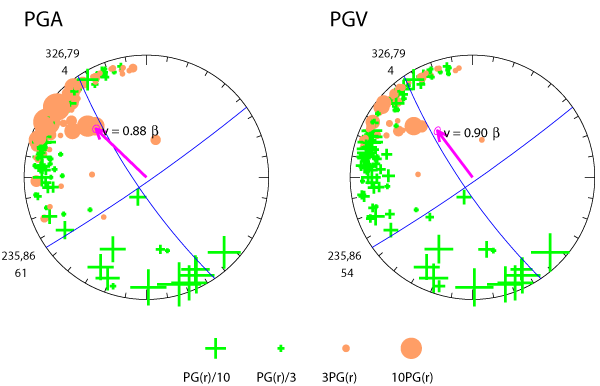 PGA
PGV
326,79
4
326,79
4
v = 0.88 β
v = 0.90 β
235,86
61
235,86
54
PG(r)/10
PG(r)/3
3PG(r)
10PG(r)